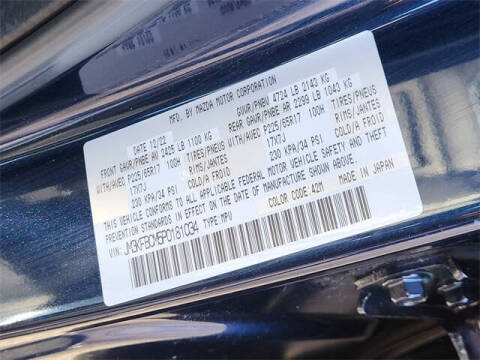 MFD. BY MAZDA MOTOR CORPORATION
DATE 12/22 GVWR/PNBV 4724 LB 2143 KG
FRONT GAWR/PNBE AV 2425 LB 1100 KG REAR GAWR/PNBE AR 2299 LB 1043 KG
WITH/AVEC P225/65R17 100H TIRES/PNEUS WITH/AVEC P225/65R17 100H TIRES/PNEUS
17X7J RIMS/JANTES 17X7J RIMS/JANTES
230 KPA/34 PSI COLD/A FROID 230 KPA/34 PSI COLD/A FROID
THIS VEHICLE CONFORMS TO ALL APPLICABLE FEDERAL MOTOR VEHICLE SAFETY AND THEFT
PREVENTION STANDARDS IN EFFECT ON THE DATE OF MANUFACTURE SHOWN ABOVE.
MADE IN JAPAN
JM3KFBCM5P0181034 TYPE MPV COLOR CODE: 42M